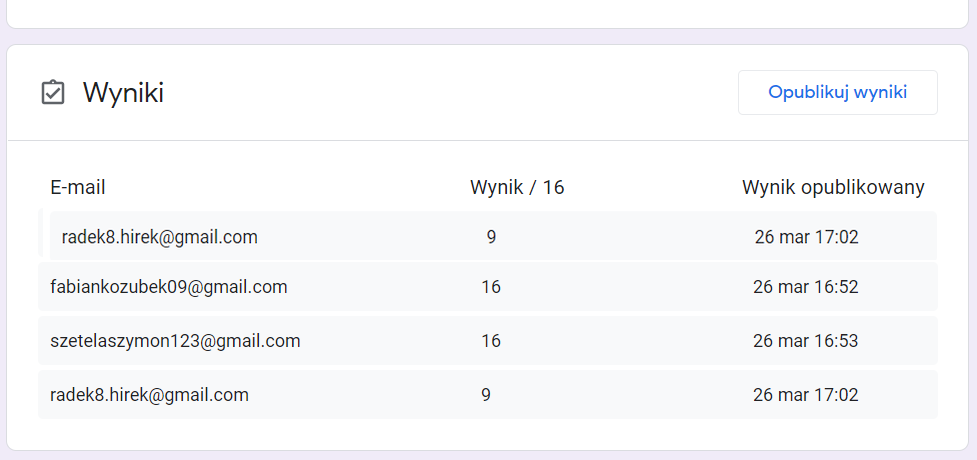 Wyniki Opublikuj wyniki
E-mail Wynik / 16 Wynik opublikowany
radek8.hirek@gmail.com 9 26 mar 17:02
fabiankozubek09@gmail.com 16 26 mar 16:52
szetelaszymon123@gmail.com 16 26 mar 16:53
radek8.hirek@gmail.com 9 26 mar 17:02